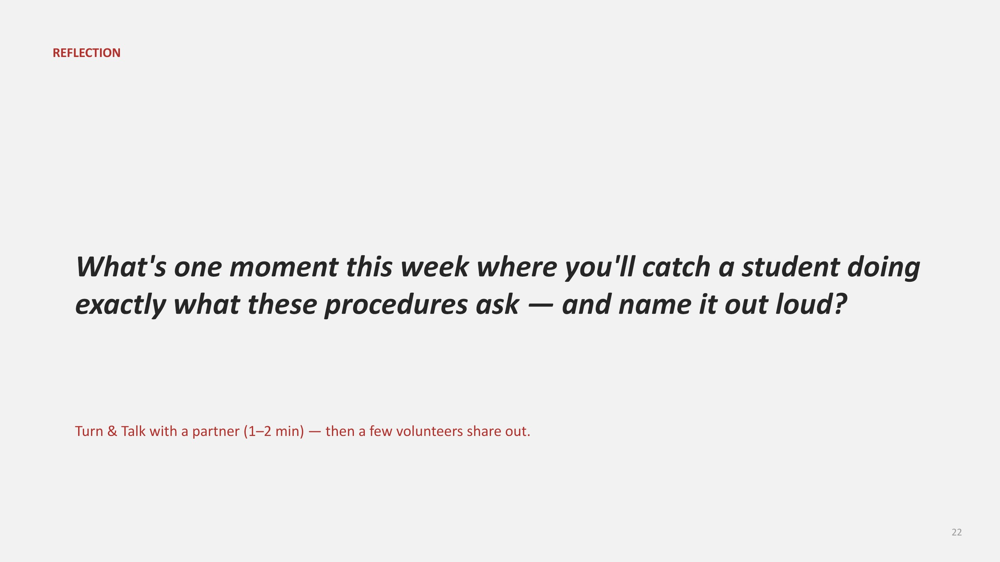 REFLECTION
What's one moment this week where you'll catch a student doing
exactly what these procedures ask — and name it out loud?
Turn & Talk with a partner (1–2 min) — then a few volunteers share out.
22